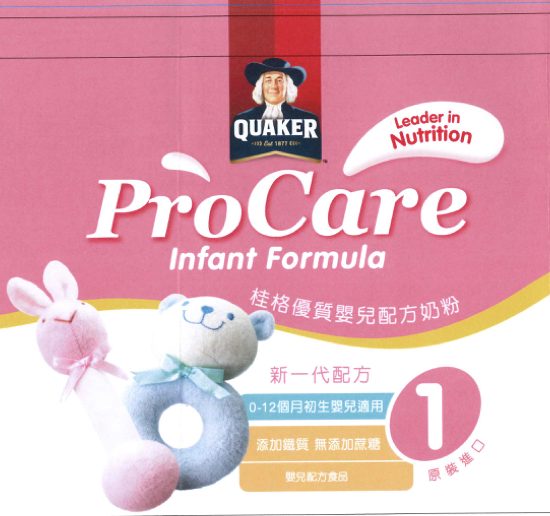 QUAKER
Est 1877
TM
Leader in
Nutrition
ProCare
Infant Formula
桂格優質嬰兒配方奶粉
新一代配方
0-12個月初生嬰兒適用
添加鐵質 無添加蔗糖
嬰兒配方食品
1
原裝進口